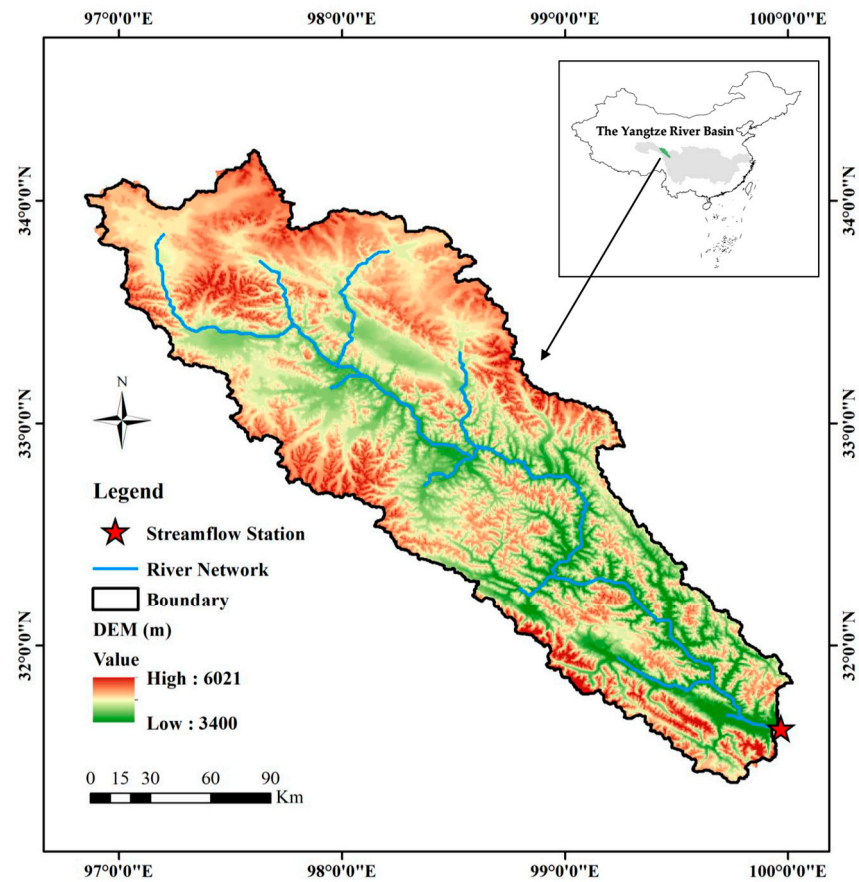 97°0'0"E 98°0'0"E 99°0'0"E 100°0'0"E
The Yangtze River Basin
34°0'0"N 34°0'0"N
33°0'0"N 33°0'0"N
32°0'0"N 32°0'0"N
N
Legend
Streamflow Station
River Network
Boundary
DEM (m)
Value
High : 6021
Low : 3400
0 15 30 60 90
Km
97°0'0"E 98°0'0"E 99°0'0"E 100°0'0"E